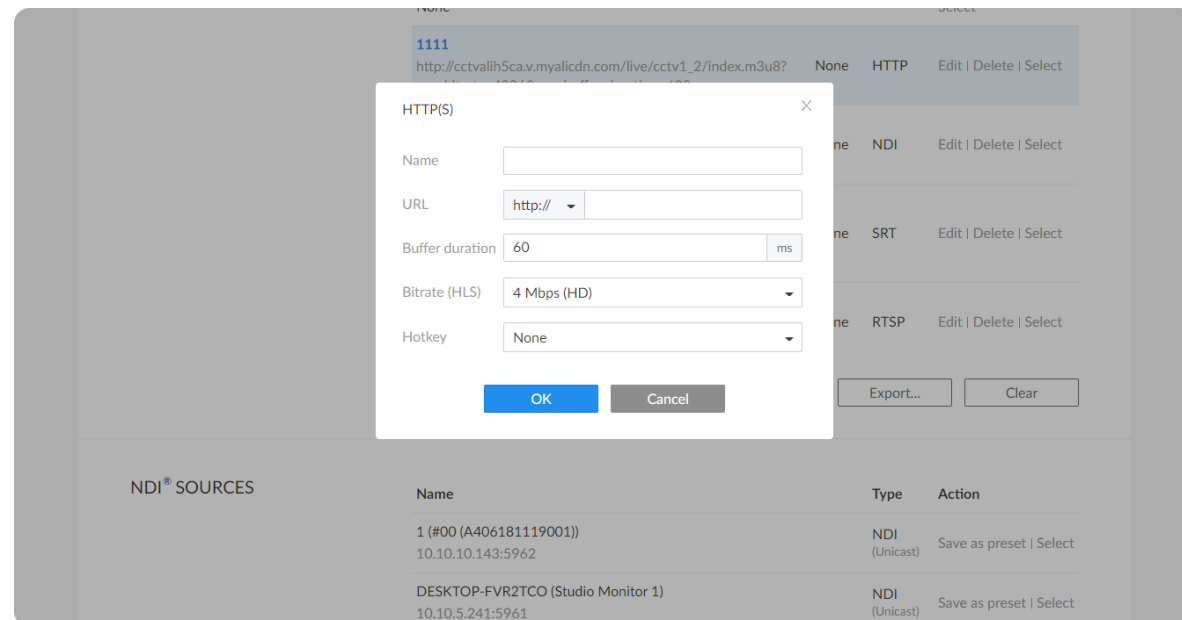 1111
http://cctvalih5ca.v.myalicdn.com/live/cctv1_2/index.m3u8? None HTTP Edit | Delete | Select
HTTP(S)
Name
ne NDI Edit | Delete | Select
URL http://
ne SRT Edit | Delete | Select
Buffer duration 60 ms
Bitrate (HLS) 4 Mbps (HD)
ne RTSP Edit | Delete | Select
Hotkey None
OK Cancel
Export... Clear
NDI® SOURCES
Name Type Action
1 (#00 (A406181119001)) NDI
10.10.10.143:5962 (Unicast) Save as preset | Select
DESKTOP-FVR2TCO (Studio Monitor 1) NDI
10.10.5.241:5961 (Unicast) Save as preset | Select